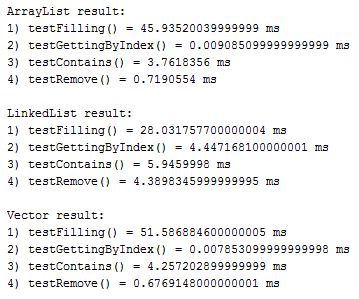 ArrayList result:
1) testFilling() = 45.93520039999999 ms
2) testGettingByIndex() = 0.009085099999999999 ms
3) testContains() = 3.7618356 ms
4) testRemove() = 0.7190554 ms
LinkedList result:
1) testFilling() = 28.031757700000004 ms
2) testGettingByIndex() = 4.447168100000001 ms
3) testContains() = 5.9459998 ms
4) testRemove() = 4.3898345999999995 ms
Vector result:
1) testFilling() = 51.586884600000005 ms
2) testGettingByIndex() = 0.007853099999999998 ms
3) testContains() = 4.257202899999999 ms
4) testRemove() = 0.6769148000000001 ms